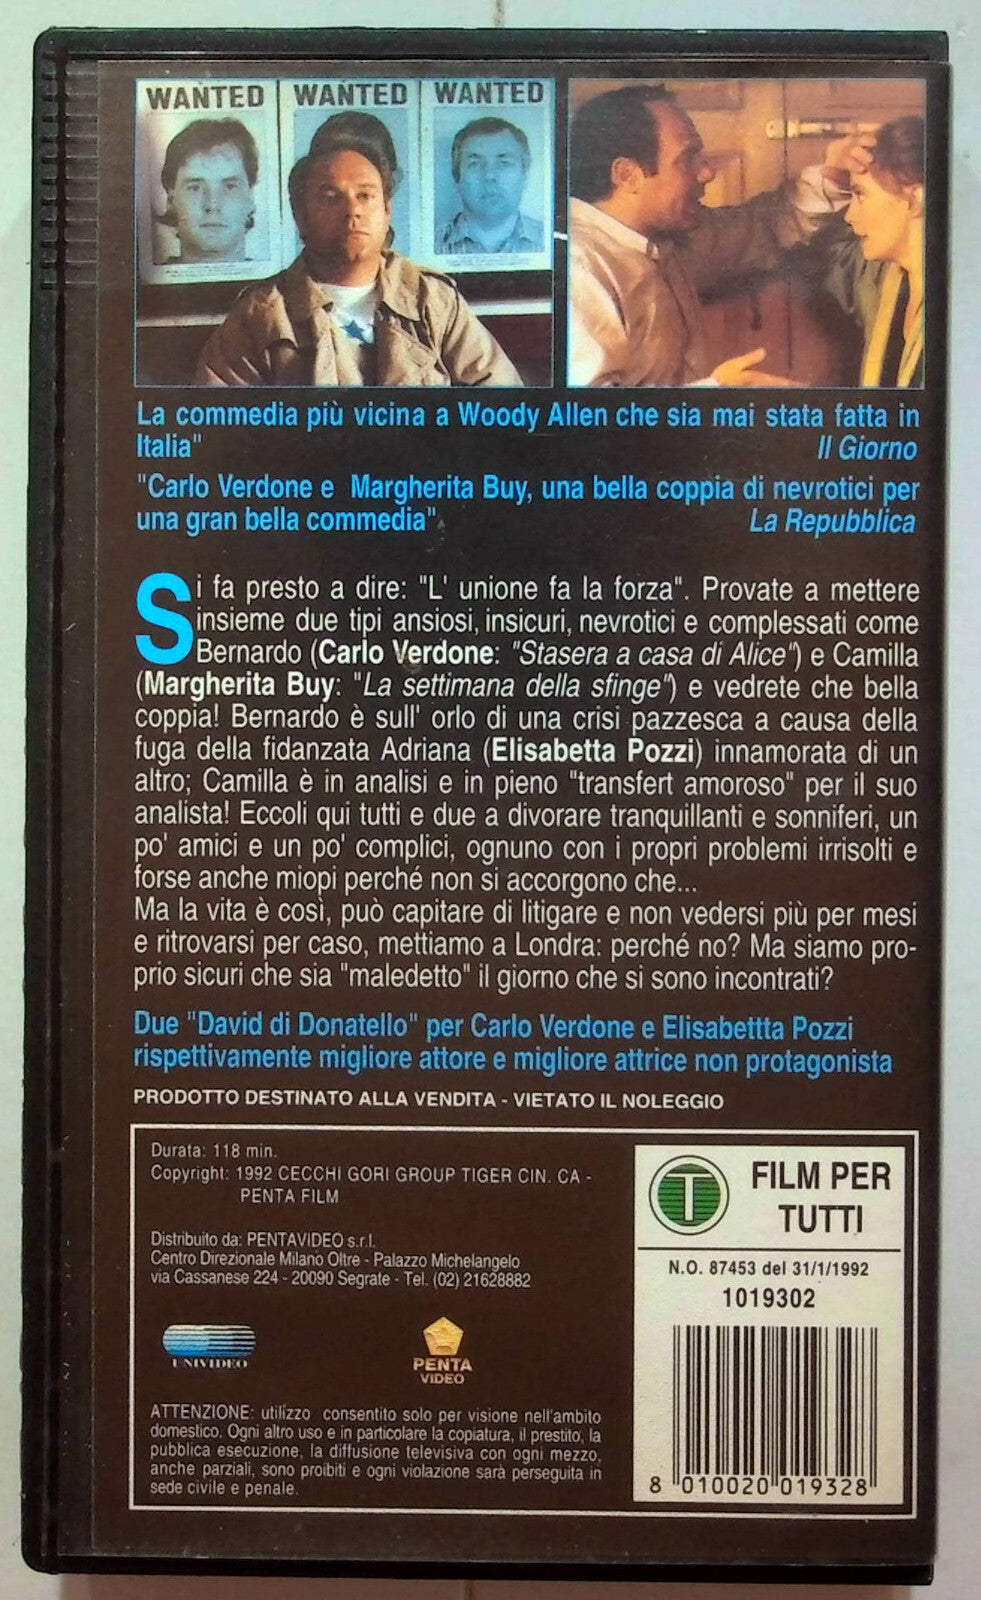 WANTED WANTED WANTED
La commedia più vicina a Woody Allen che sia mai stata fatta in
Italia" Il Giorno
"Carlo Verdone e Margherita Buy, una bella coppia di nevrotici per
una gran bella commedia" La Repubblica
Si fa presto a dire: "L' unione fa la forza". Provate a mettere
insieme due tipi ansiosi, insicuri, nevrotici e complessati come
Bernardo (Carlo Verdone: "Stasera a casa di Alice") e Camilla
(Margherita Buy: "La settimana della sfinge") e vedrete che bella
coppia! Bernardo è sull' orlo di una crisi pazzesca a causa della
fuga della fidanzata Adriana (Elisabetta Pozzi) innamorata di un
altro; Camilla è in analisi e in pieno "transfert amoroso" per il suo
analista! Eccoli qui tutti e due a divorare tranquillanti e sonniferi, un
po' amici e un po' complici, ognuno con i propri problemi irrisolti e
forse anche miopi perché non si accorgono che...
Ma la vita è così, può capitare di litigare e non vedersi più per mesi
e ritrovarsi per caso, mettiamo a Londra: perché no? Ma siamo pro-
prio sicuri che sia "maledetto" il giorno che si sono incontrati?
Due "David di Donatello" per Carlo Verdone e Elisabettta Pozzi
rispettivamente migliore attore e migliore attrice non protagonista
PRODOTTO DESTINATO ALLA VENDITA - VIETATO IL NOLEGGIO
Durata: 118 min.
Copyright: 1992 CECCHI GORI GROUP TIGER CIN. CA -
PENTA FILM
Distribuito da: PENTAVIDEO s.r.l.
Centro Direzionale Milano Oltre - Palazzo Michelangelo
via Cassanese 224 - 20090 Segrate - Tel. (02) 21628882
UNIVIDEO
PENTA
VIDEO
ATTENZIONE: utilizzo consentito solo per visione nell'ambito
domestico. Ogni altro uso e in particolare la copiatura, il prestito, la
pubblica esecuzione, la diffusione televisiva con ogni mezzo,
anche parziali, sono proibiti e ogni violazione sarà perseguita in
sede civile e penale.
T
FILM PER
TUTTI
N.O. 87453 del 31/1/1992
1019302
8 010020 019328